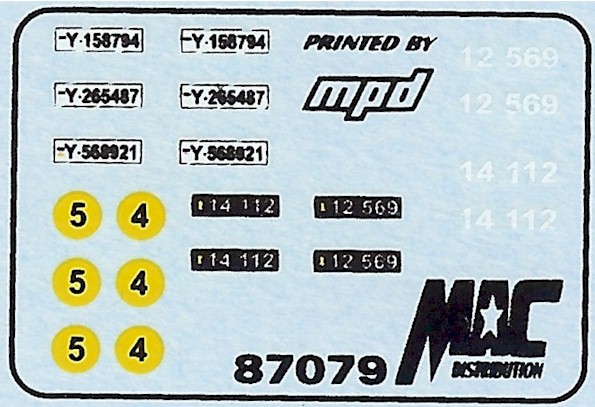 Y-158794 Y-158794 PRINTED BY 12 569
Y-265487 Y-265487 mpd 12 569
Y-568921 Y-568921
14 112
5 4 14 112 12 569 14 112
5 4 14 112 12 569
5 4 87079 MAC
DISTRIBUTION